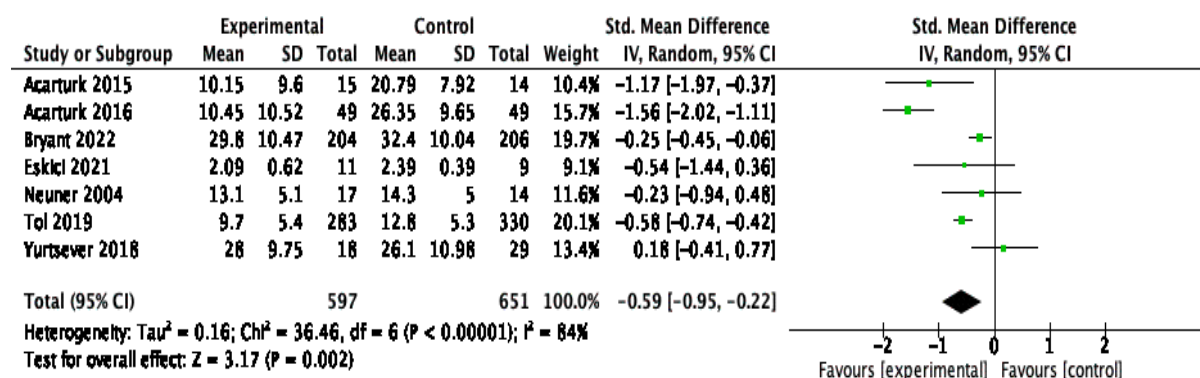 Experimental Control Std. Mean Difference Std. Mean Difference
Study or Subgroup Mean SD Total Mean SD Total Weight IV, Random, 95% CI IV, Random, 95% CI
Acarturk 2015 10.15 9.6 15 20.79 7.92 14 10.4% −1.17 [−1.97, −0.37]
Acarturk 2016 10.45 10.52 49 26.35 9.65 49 15.7% −1.56 [−2.02, −1.11]
Bryant 2022 29.8 10.47 204 32.4 10.04 206 19.7% −0.25 [−0.45, −0.06]
Eskici 2021 2.09 0.62 11 2.39 0.39 9 9.1% −0.54 [−1.44, 0.36]
Neuner 2004 13.1 5.1 17 14.3 5 14 11.6% −0.23 [−0.94, 0.48]
Tol 2019 9.7 5.4 283 12.8 5.3 330 20.1% −0.58 [−0.74, −0.42]
Yurtsever 2018 28 9.75 18 26.1 10.98 29 13.4% 0.18 [−0.41, 0.77]
Total (95% CI) 597 651 100.0% −0.59 [−0.95, −0.22]
Heterogeneity: Tau² = 0.16; Chi² = 36.46, df = 6 (P < 0.00001); I² = 84%
Test for overall effect: Z = 3.17 (P = 0.002)
−2 −1 0 1 2
Favours [experimental] Favours [control]